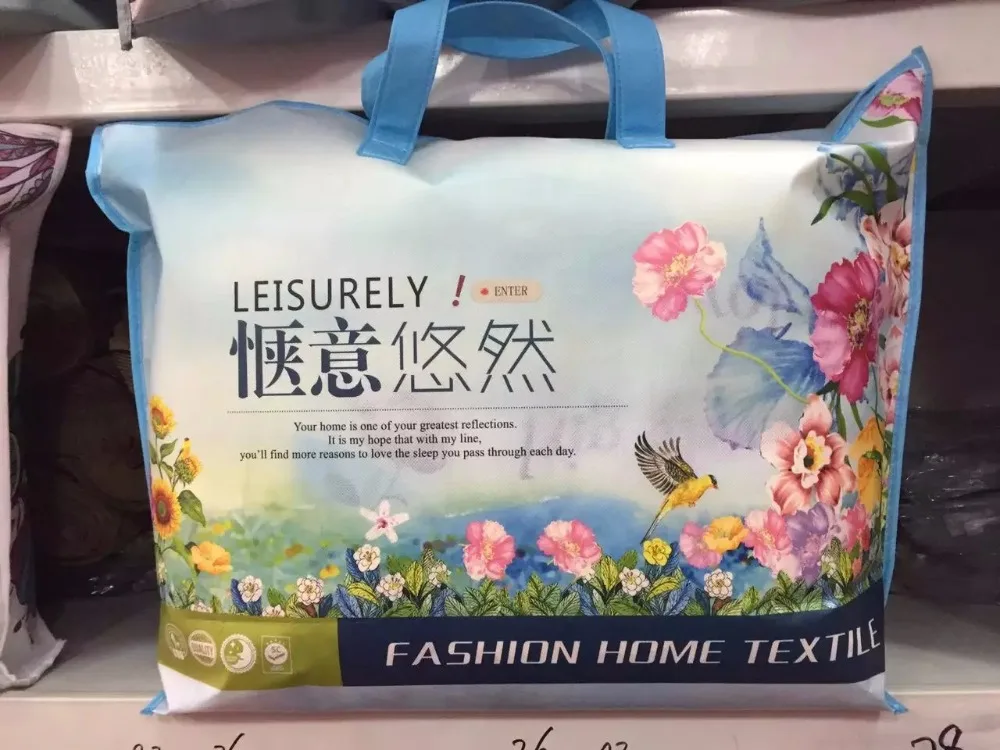 LEISURELY ! ENTER
惬意悠然
Your home is one of your greatest reflections.
It is my hope that with my line,
you'll find more reasons to love the sleep you pass through each day.
QUALITY
SC
FASHION HOME TEXTILE